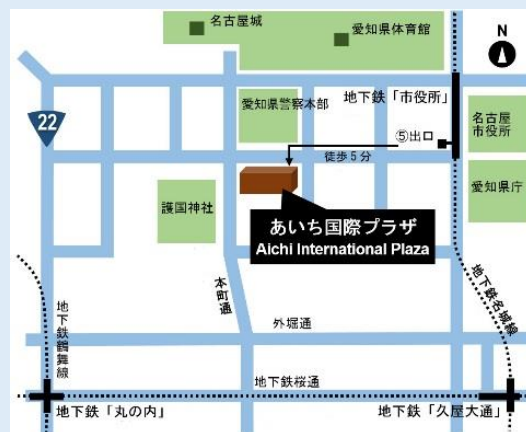 名古屋城
愛知県体育館
N
22
愛知県警察本部
地下鉄「市役所」
名古屋
市役所
⑤出口
徒歩5分
愛知県庁
護国神社
あいち国際プラザ
Aichi International Plaza
本町通
地下鉄名城線
地下鉄鶴舞線
外堀通
地下鉄桜通
地下鉄「丸の内」
地下鉄「久屋大通」